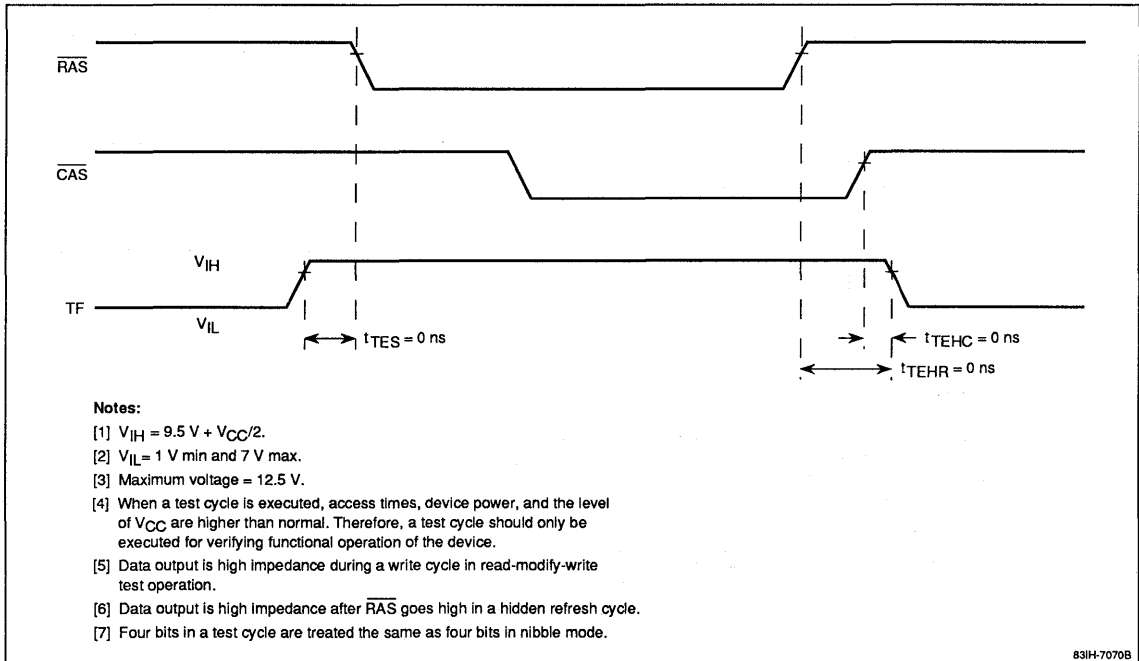 RAS
CAS
VIH
TF
VIL
tTES = 0 ns
tTEHC = 0 ns
tTEHR = 0 ns
Notes:
[1] VIH = 9.5 V + VCC/2.
[2] VIL= 1 V min and 7 V max.
[3] Maximum voltage = 12.5 V.
[4] When a test cycle is executed, access times, device power, and the level
of VCC are higher than normal. Therefore, a test cycle should only be
executed for verifying functional operation of the device.
[5] Data output is high impedance during a write cycle in read-modify-write
test operation.
[6] Data output is high impedance after RAS goes high in a hidden refresh cycle.
[7] Four bits in a test cycle are treated the same as four bits in nibble mode.
83IH-7070B